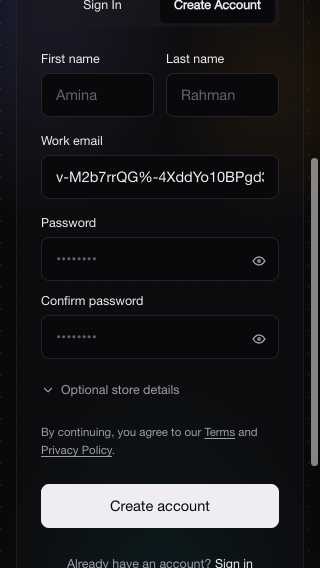 Sign In Create Account
First name Last name
Amina Rahman
Work email
v-M2b7rrQG%-4XddYo10BPgd
Password
••••••••
Confirm password
••••••••
Optional store details
By continuing, you agree to our Terms and
Privacy Policy.
Create account
Already have an account? Sign in